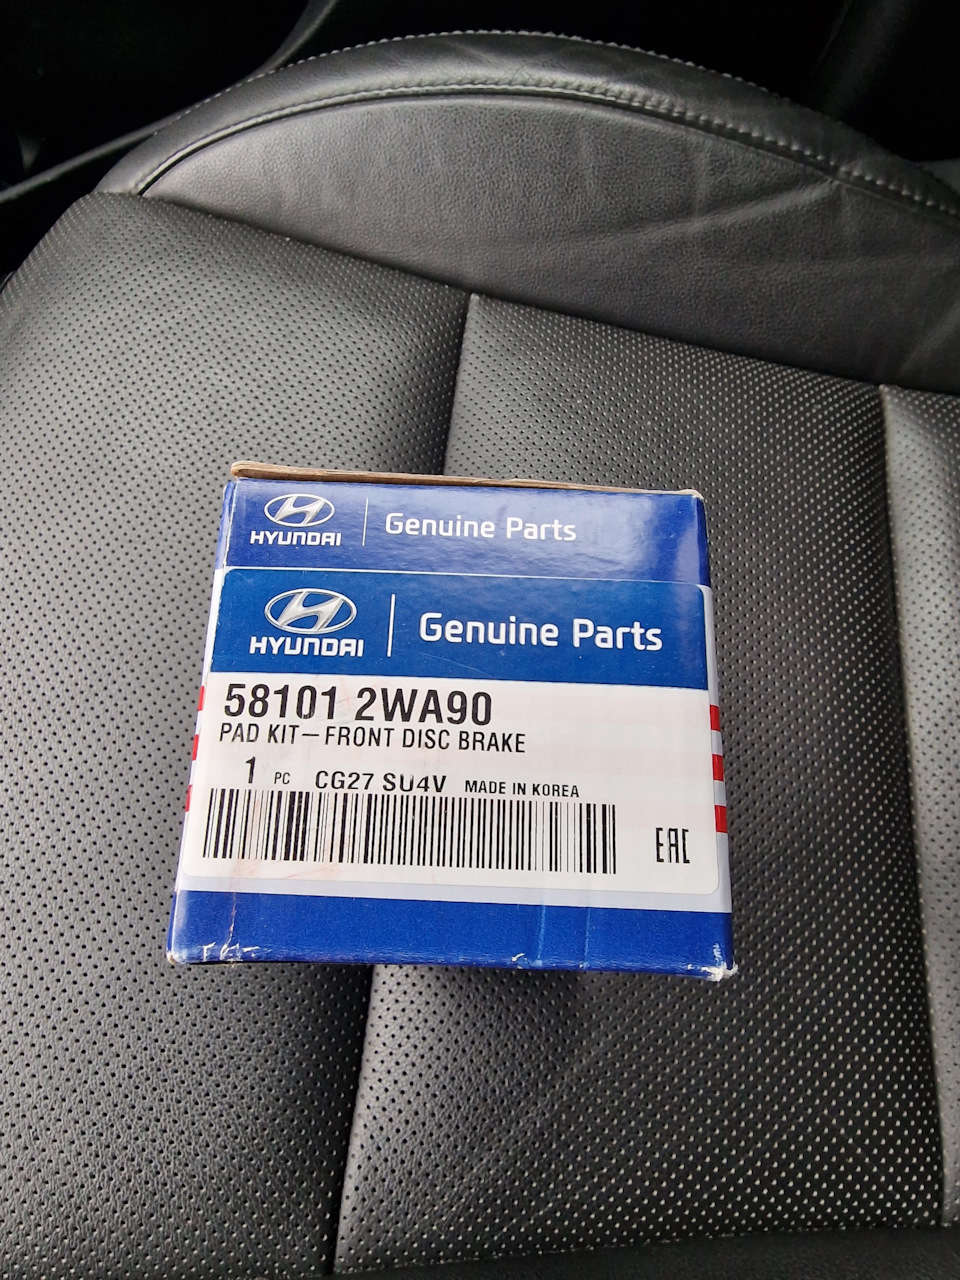 HYUNDAI
Genuine Parts
HYUNDAI
Genuine Parts
58101 2WA90
PAD KIT-FRONT DISC BRAKE
1 PC CG27 SU4V MADE IN KOREA
EAC